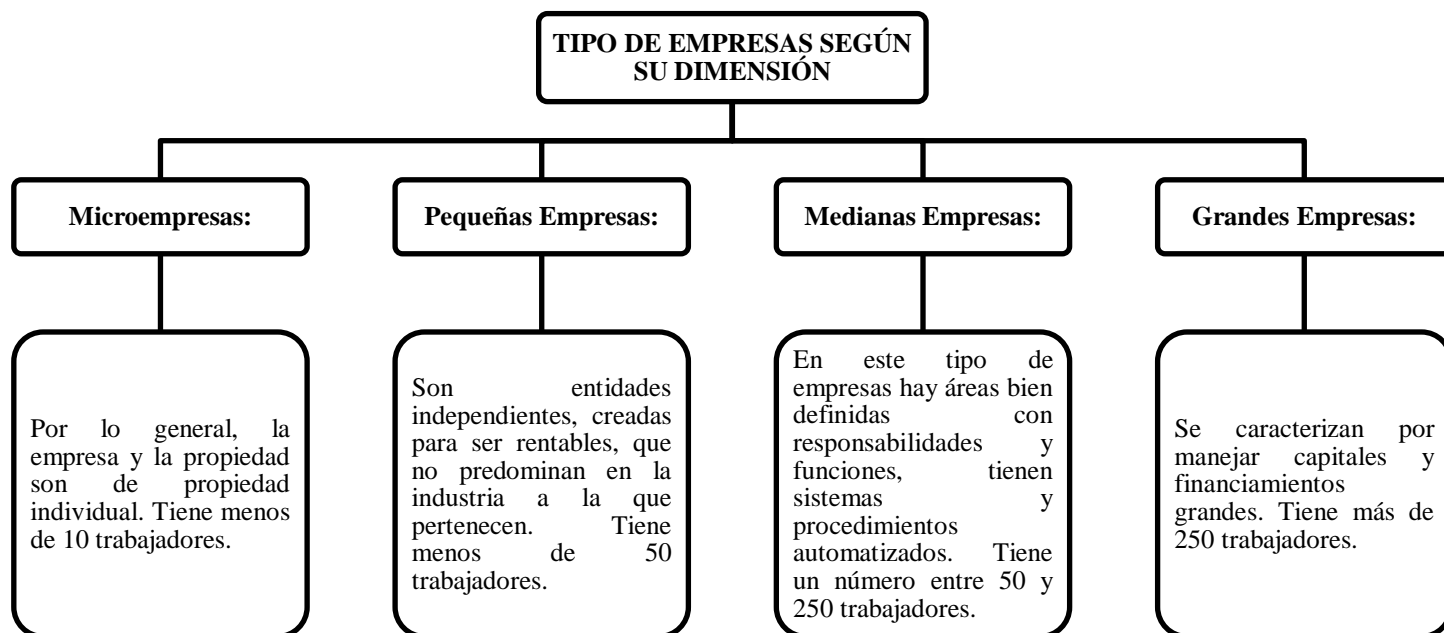 TIPO DE EMPRESAS SEGÚN
SU DIMENSIÓN
Microempresas:
Pequeñas Empresas:
Medianas Empresas:
Grandes Empresas:
Por lo general, la
empresa y la propiedad
son de propiedad
individual. Tiene menos
de 10 trabajadores.
Son entidades
independientes, creadas
para ser rentables, que
no predominan en la
industria a la que
pertenecen. Tiene
menos de 50
trabajadores.
En este tipo de
empresas hay áreas bien
definidas con
responsabilidades y
funciones, tienen
sistemas y
procedimientos
automatizados. Tiene
un número entre 50 y
250 trabajadores.
Se caracterizan por
manejar capitales y
financiamientos
grandes. Tiene más de
250 trabajadores.